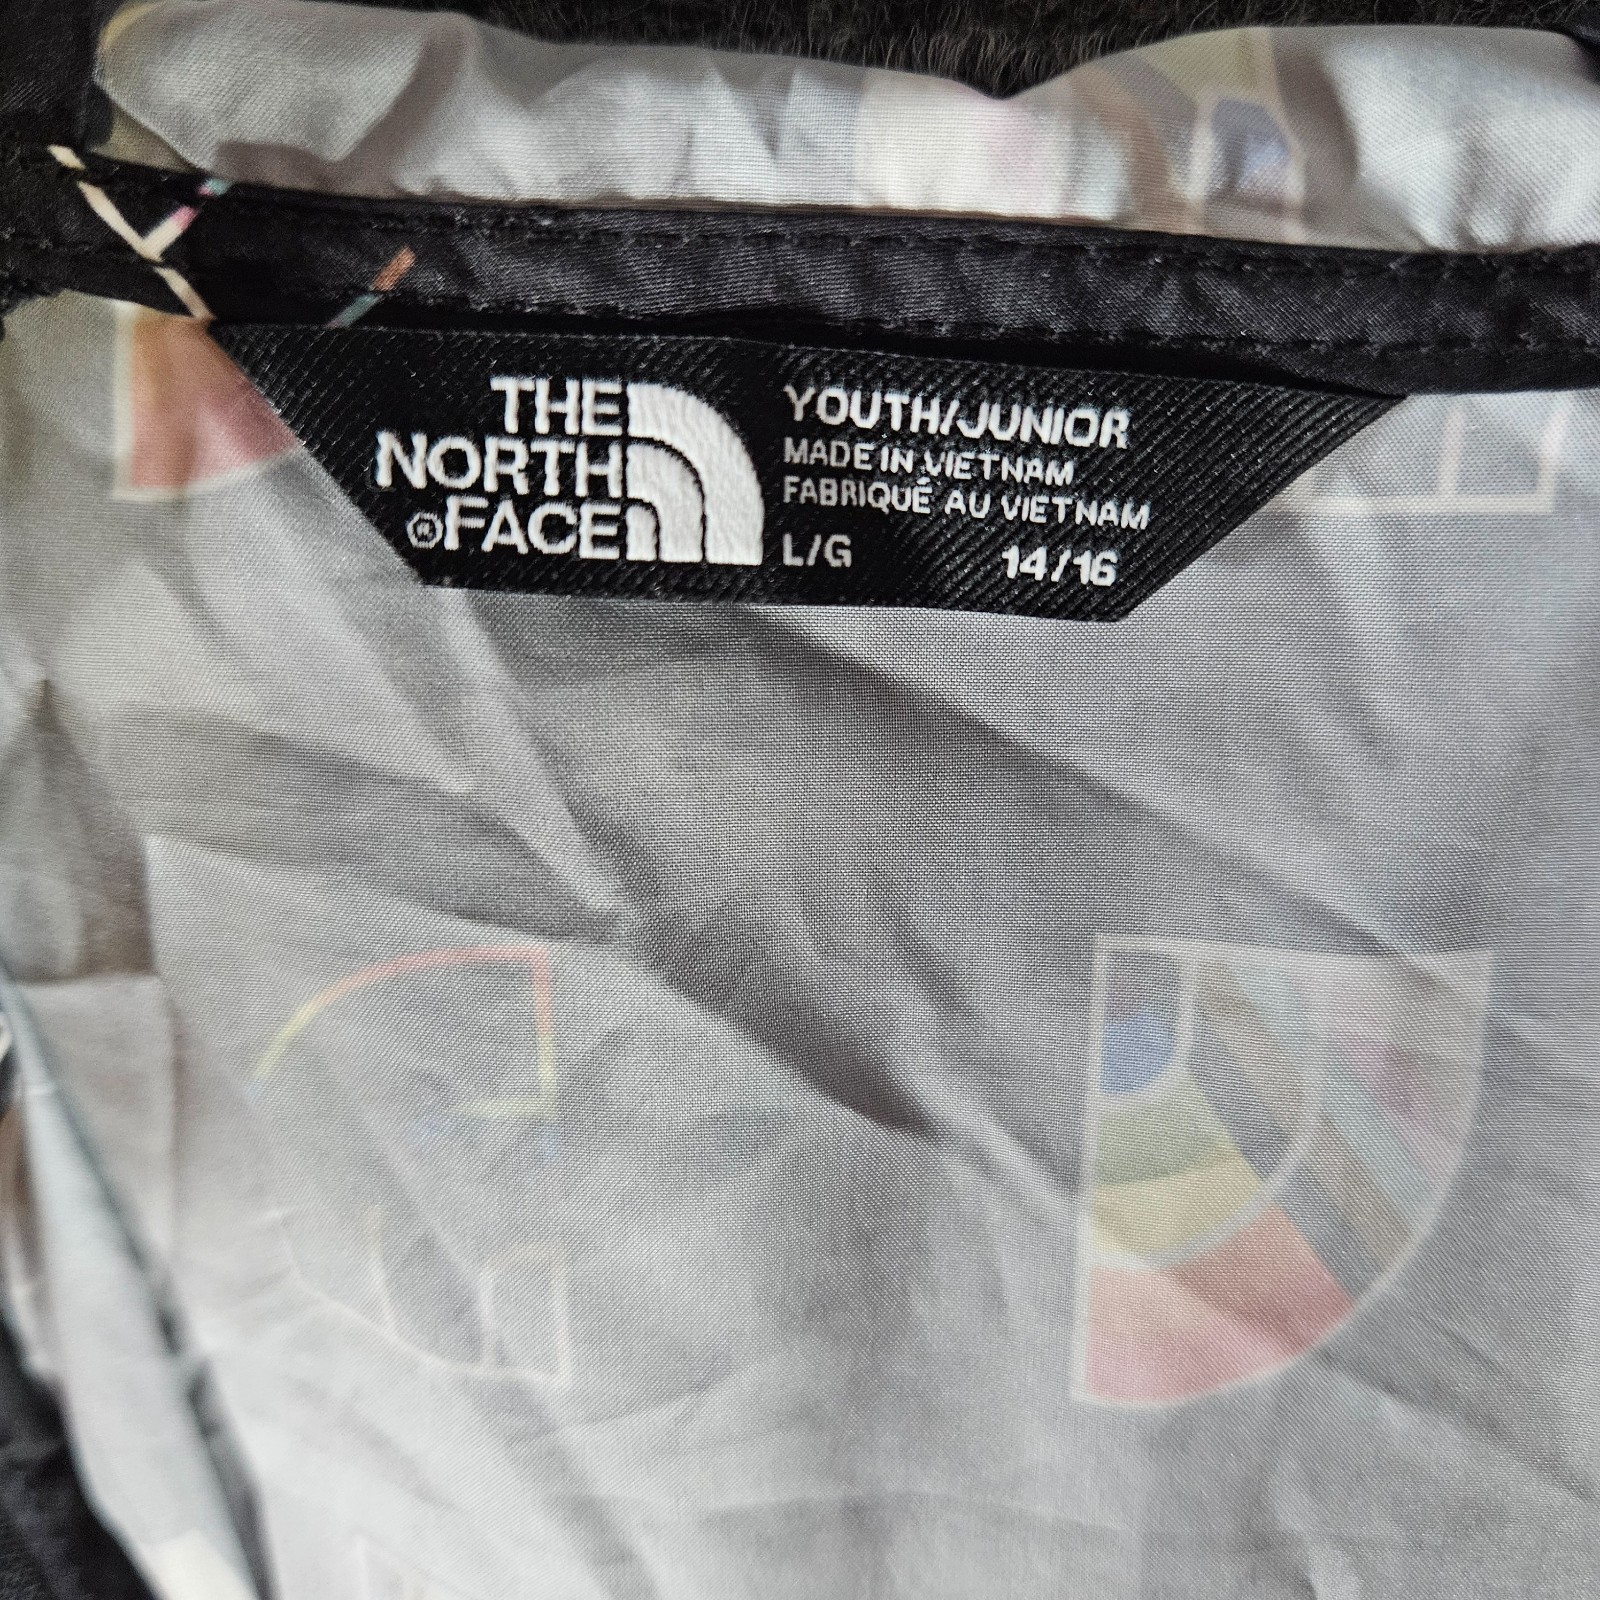 THE
NORTH
®FACE
YOUTH/JUNIOR
MADE IN VIETNAM
FABRIQUÉ AU VIETNAM
L/G 14/16